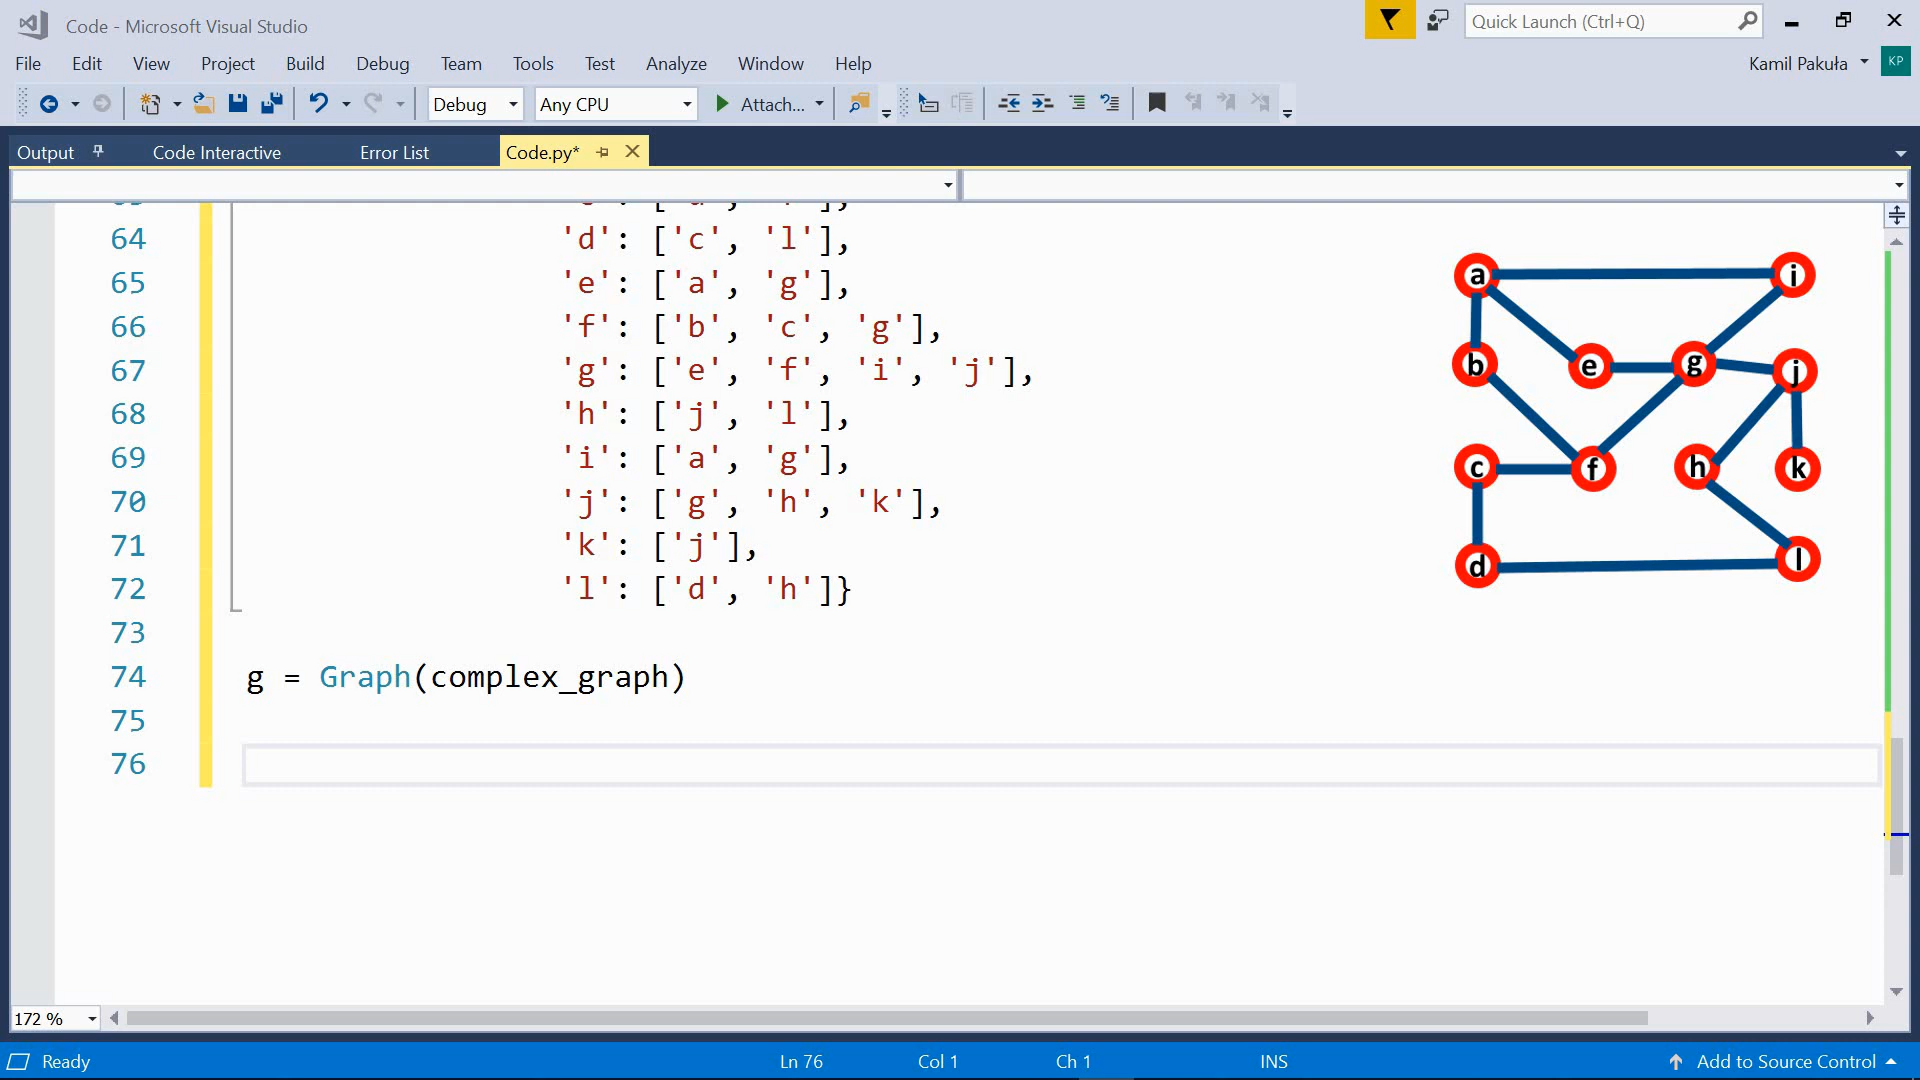 Code - Microsoft Visual Studio
Quick Launch (Ctrl+Q)
File Edit View Project Build Debug Team Tools Test Analyze Window Help
Kamil Pakuła
KP
Debug Any CPU Attach...
Output Code Interactive Error List Code.py*
64 'd': ['c', 'l'],
65 'e': ['a', 'g'],
66 'f': ['b', 'c', 'g'],
67 'g': ['e', 'f', 'i', 'j'],
68 'h': ['j', 'l'],
69 'i': ['a', 'g'],
70 'j': ['g', 'h', 'k'],
71 'k': ['j'],
72 'l': ['d', 'h']}
73
74 g = Graph(complex_graph)
75
76
a i
b e g j
c f h k
d l
172 %
Ready Ln 76 Col 1 Ch 1 INS Add to Source Control